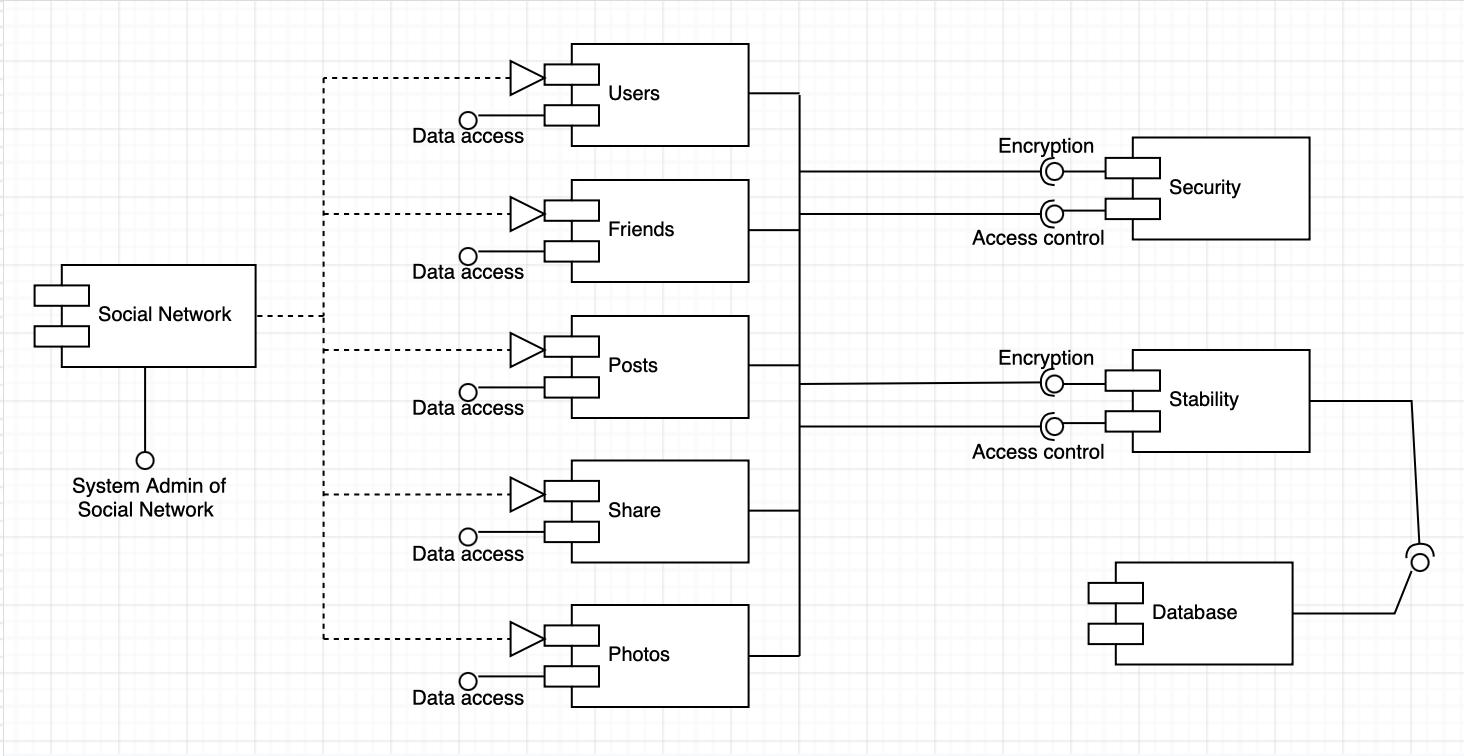 Users
Data access
Encryption
Security
Access control
Friends
Data access
Social Network
System Admin of
Social Network
Posts
Data access
Encryption
Stability
Access control
Share
Data access
Database
Photos
Data access